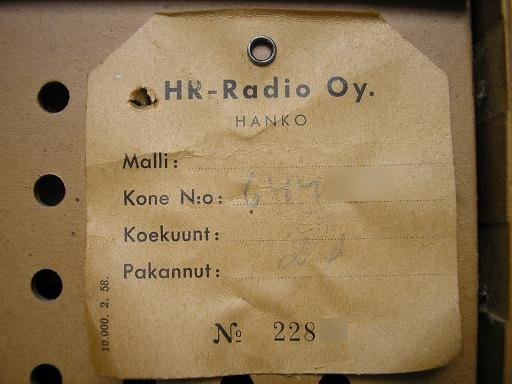 HR-Radio Oy.
HANKO
Malli:
Kone N:o:
Koekuunt:
Pakannut:
10.000. 2. 58.
№ 228